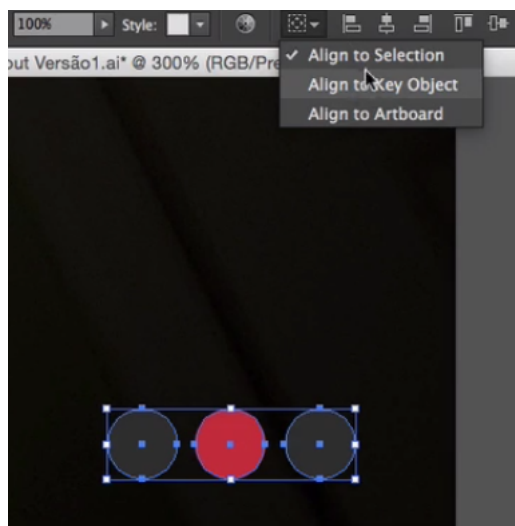 100% Style:
out Versão1.ai* @ 300% (RGB/Pre
Align to Selection
Align to Key Object
Align to Artboard